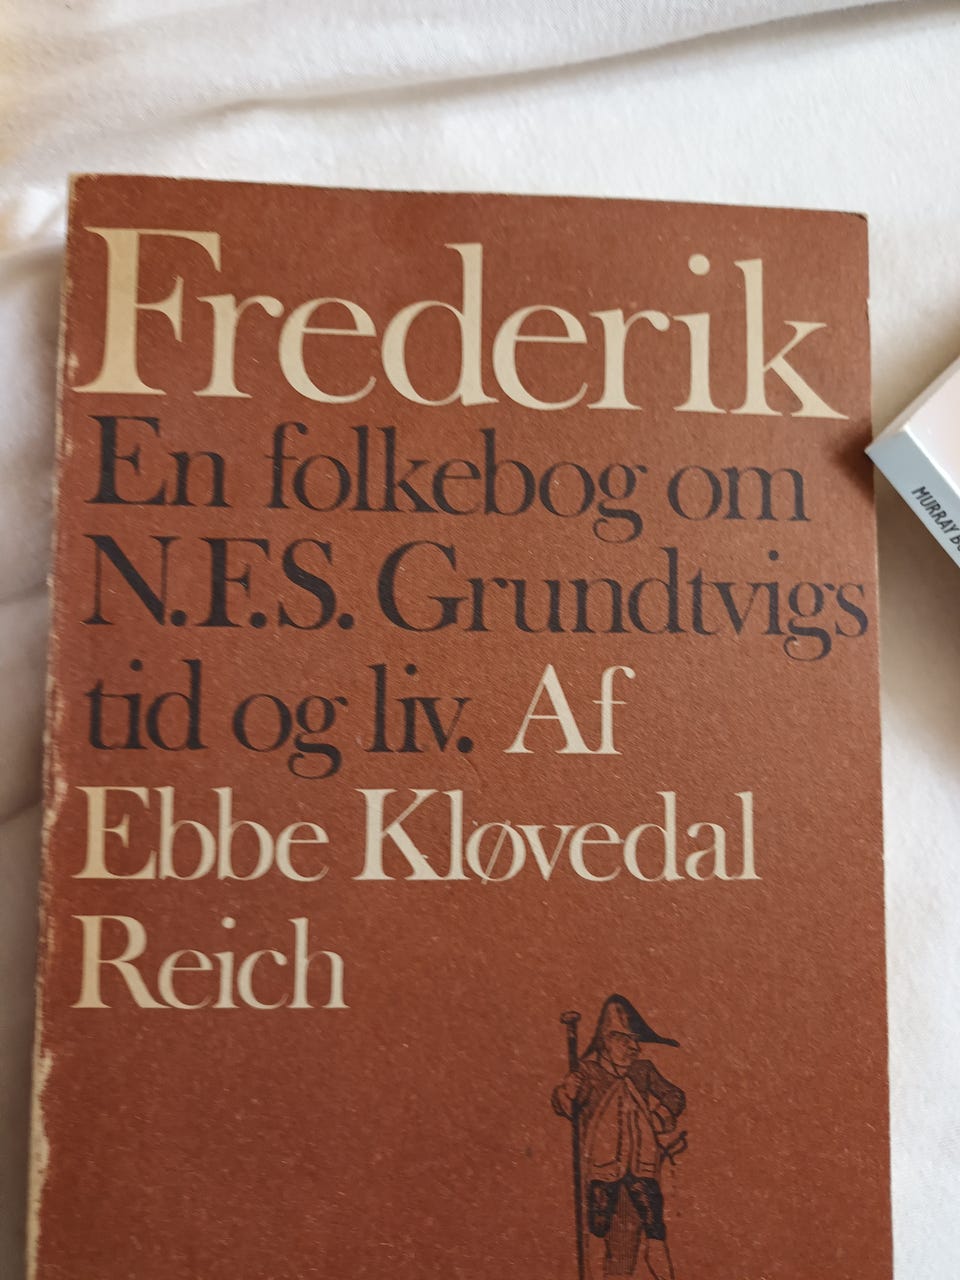 Frederik
En folkebog om
N.F.S. Grundtvigs
tid og liv. Af
Ebbe Kløvedal
Reich
MURRAY